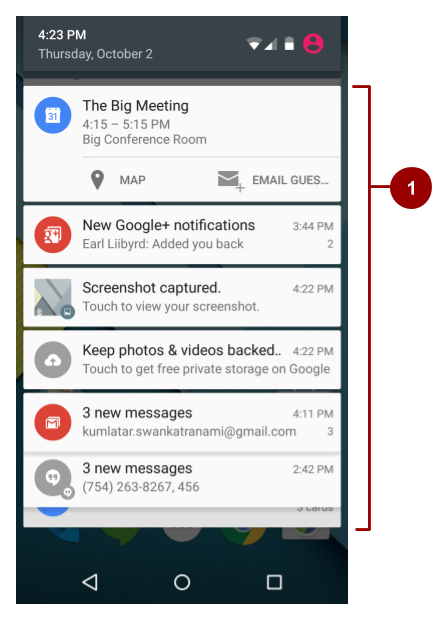 4:23 PM
Thursday, October 2
The Big Meeting
31
4:15 – 5:15 PM
Big Conference Room
MAP
EMAIL GUES...
1
New Google+ notifications 3:44 PM
Earl Liibyrd: Added you back 2
Screenshot captured. 4:22 PM
Touch to view your screenshot.
Keep photos & videos backed.. 4:22 PM
Touch to get free private storage on Google
3 new messages 4:11 PM
kumlatar.swankatranami@gmail.com 3
3 new messages 2:42 PM
(754) 263-8267, 456
3 cards